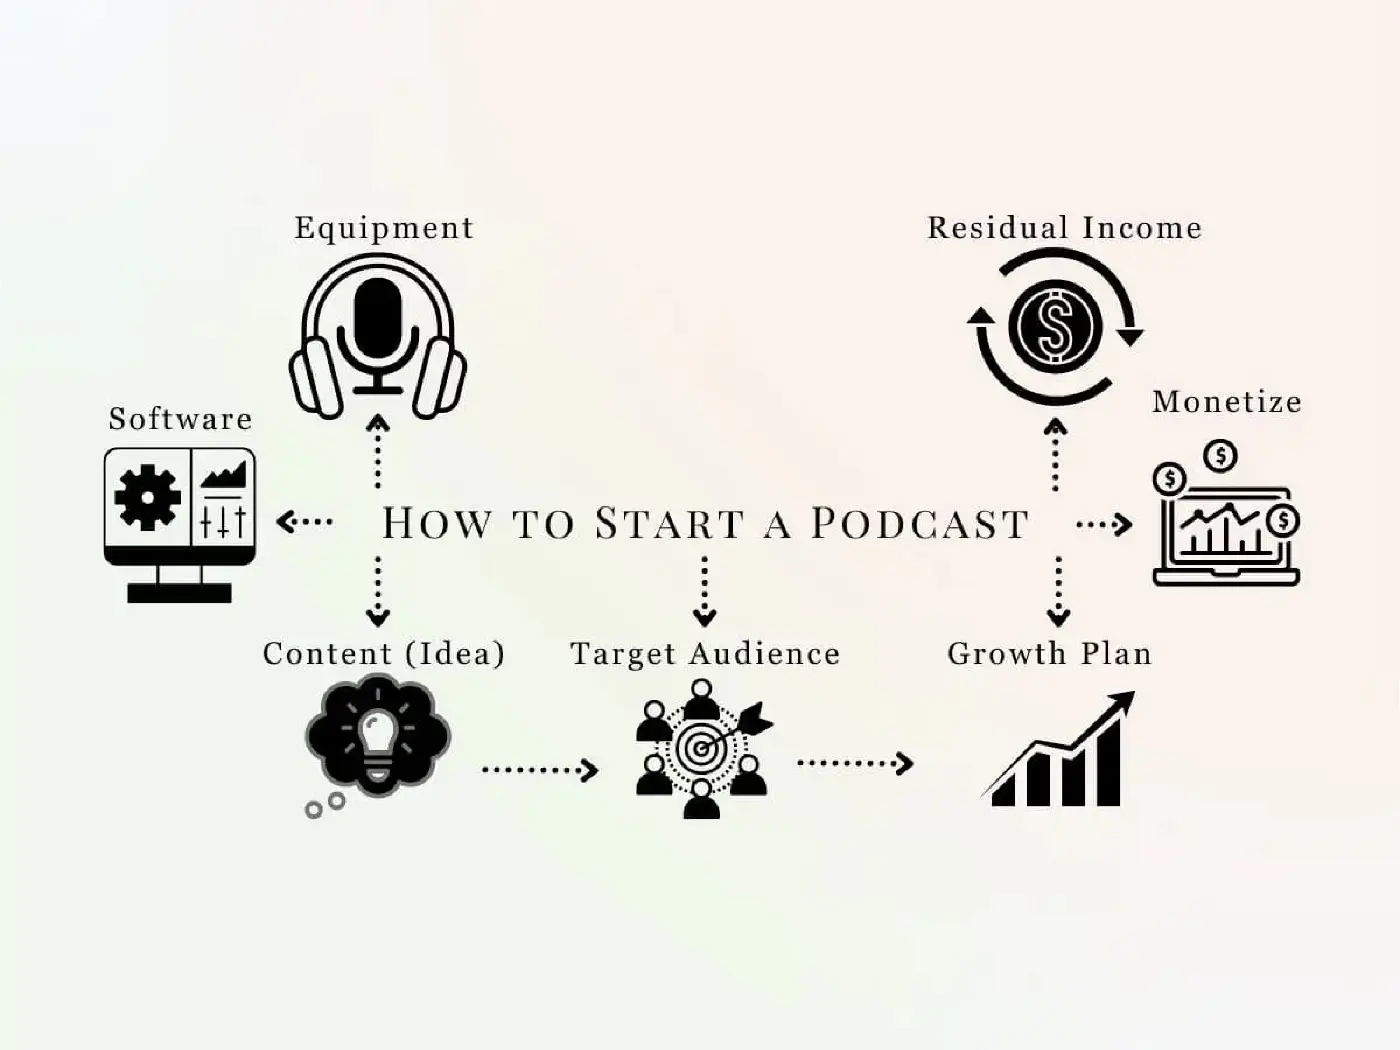 Equipment
Residual Income
Monetize
Software
How to Start a Podcast
Content (Idea)
Target Audience
Growth Plan
$
$
$
$